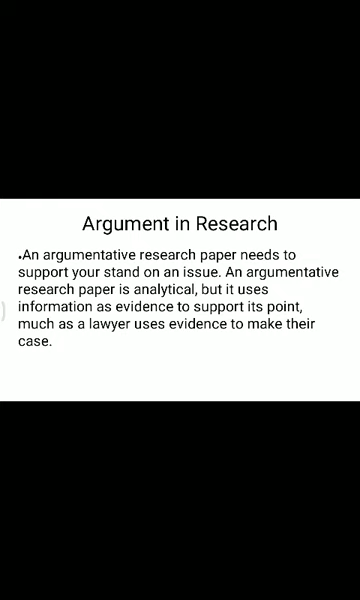 Argument in Research
•An argumentative research paper needs to
support your stand on an issue. An argumentative
research paper is analytical, but it uses
information as evidence to support its point,
much as a lawyer uses evidence to make their
case.